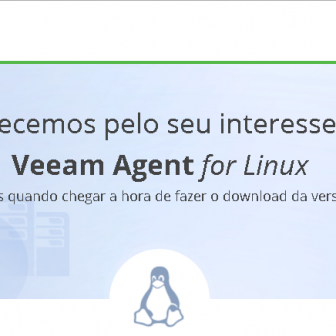 ecemos pelo seu interesse
Veeam Agent for Linux
s quando chegar a hora de fazer o download da vers